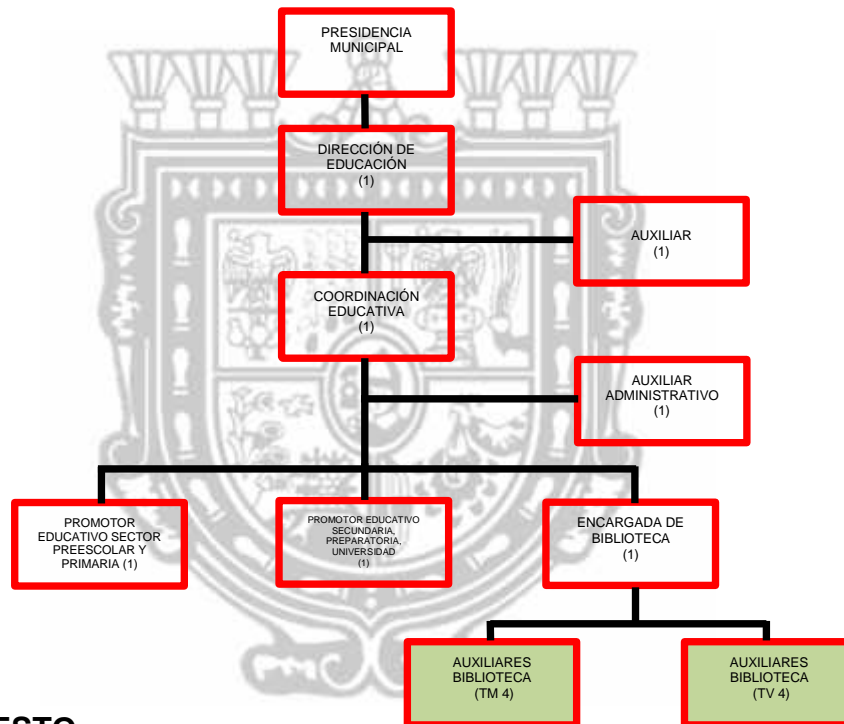 PRESIDENCIA
MUNICIPAL
DIRECCIÓN DE
EDUCACIÓN
(1)
AUXILIAR
(1)
COORDINACIÓN
EDUCATIVA
(1)
AUXILIAR
ADMINISTRATIVO
(1)
PROMOTOR
EDUCATIVO SECTOR
PREESCOLAR Y
PRIMARIA (1)
PROMOTOR EDUCATIVO
SECUNDARIA,
PREPARATORIA,
UNIVERSIDAD
(1)
ENCARGADA DE
BIBLIOTECA
(1)
AUXILIARES
BIBLIOTECA
(TM 4)
AUXILIARES
BIBLIOTECA
(TV 4)